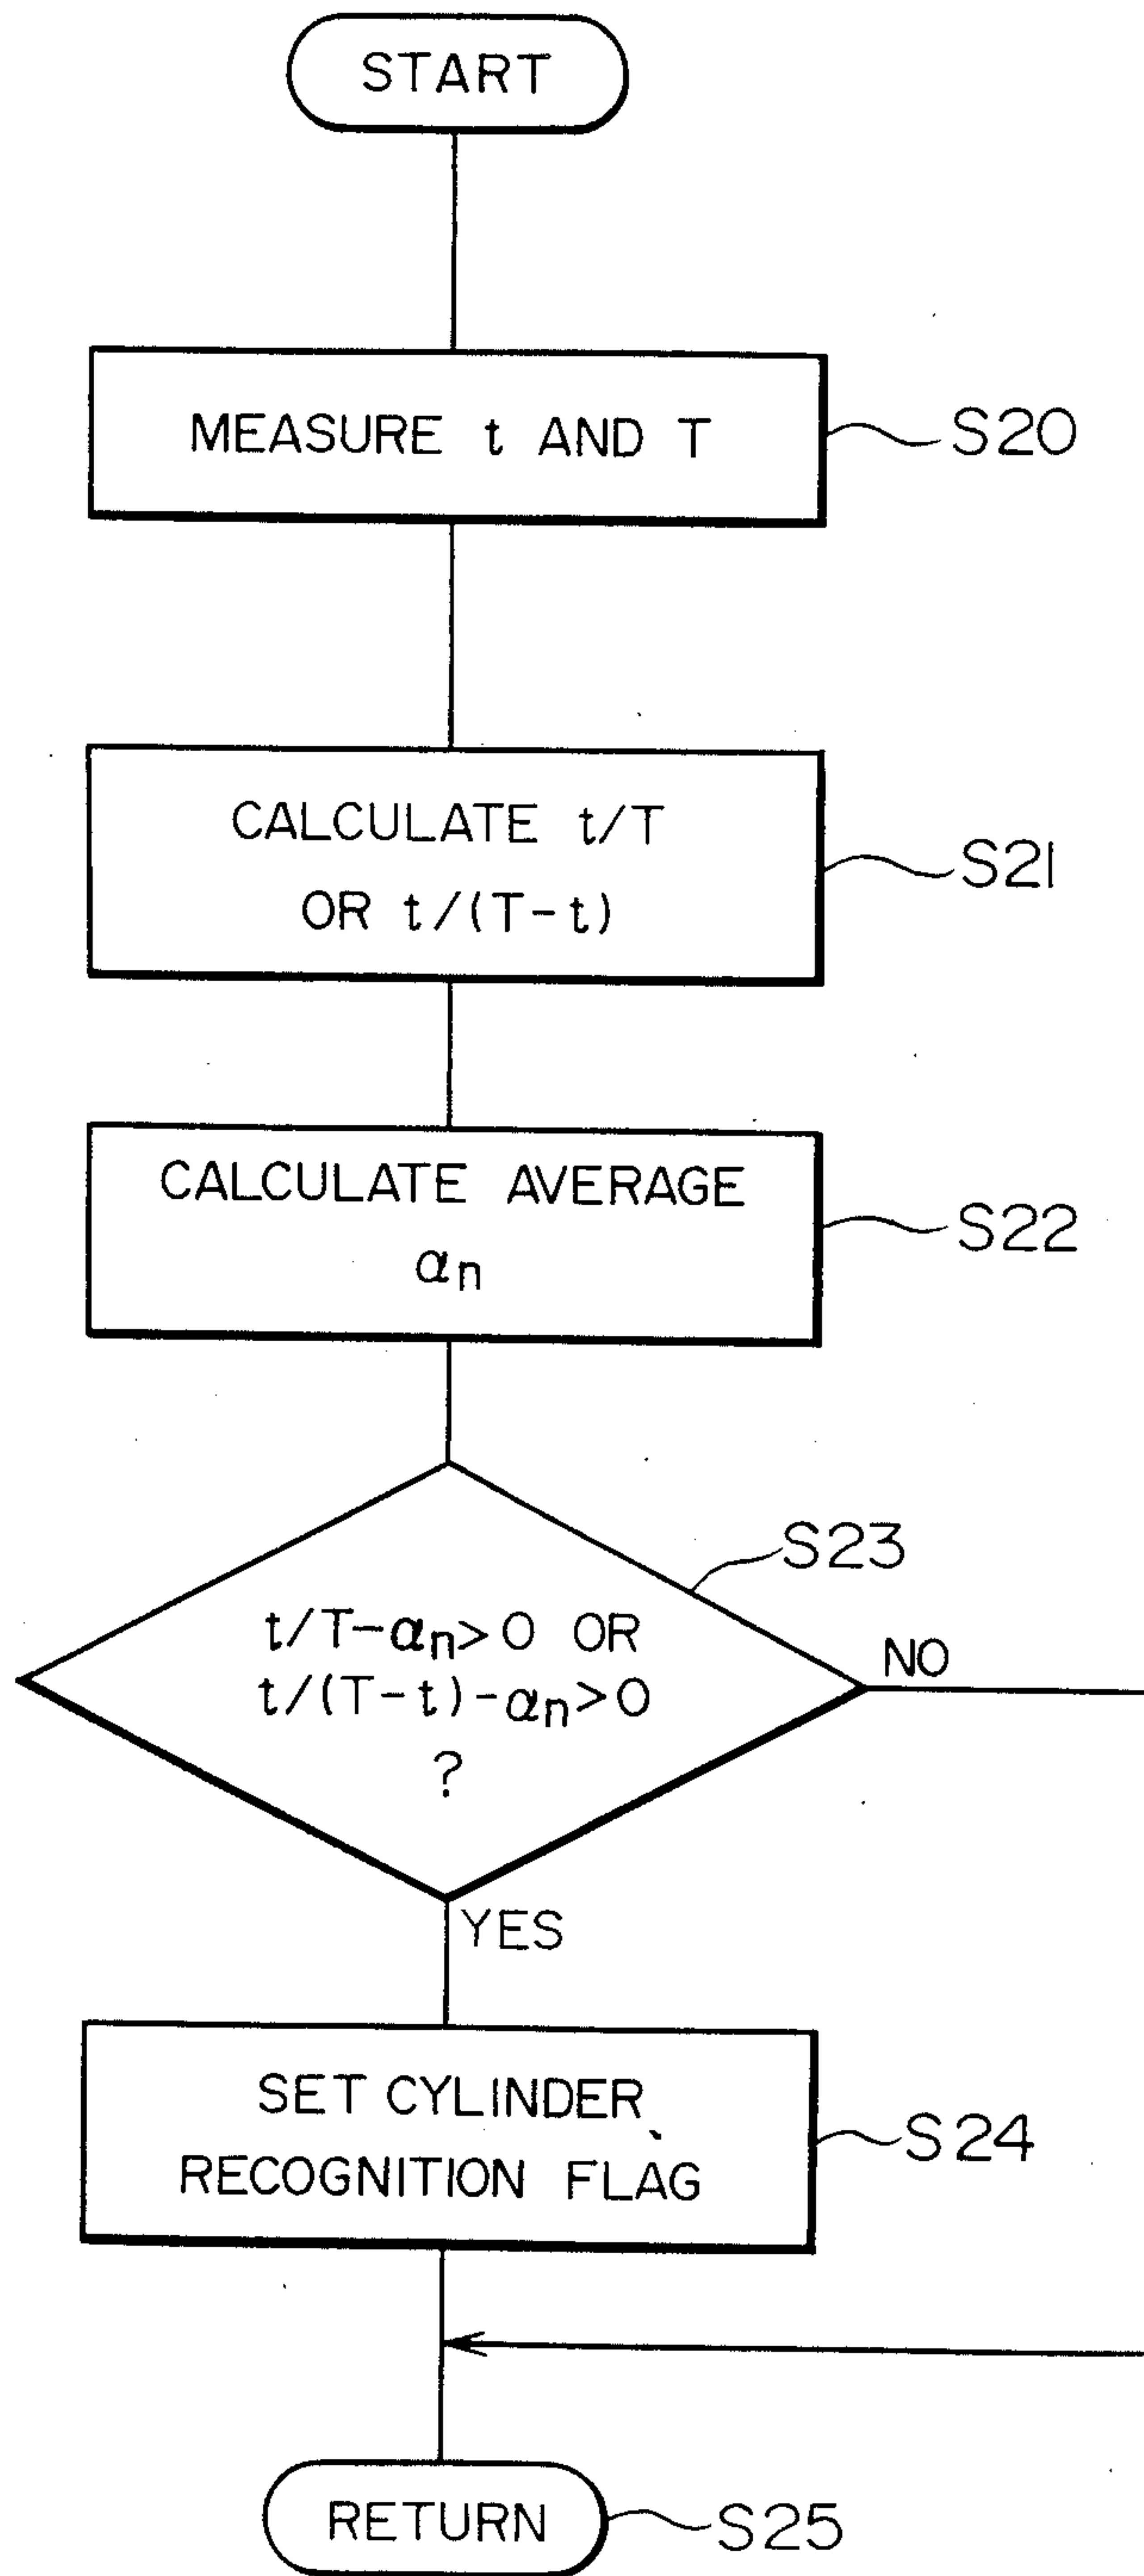 START
MEASURE t AND T
S20
CALCULATE t/T
OR t/(T-t)
S21
CALCULATE AVERAGE
αn
S22
S23
t/T-αn>0 OR
t/(T-t)-αn>0
?
NO
YES
SET CYLINDER
RECOGNITION FLAG
S24
RETURN
S25